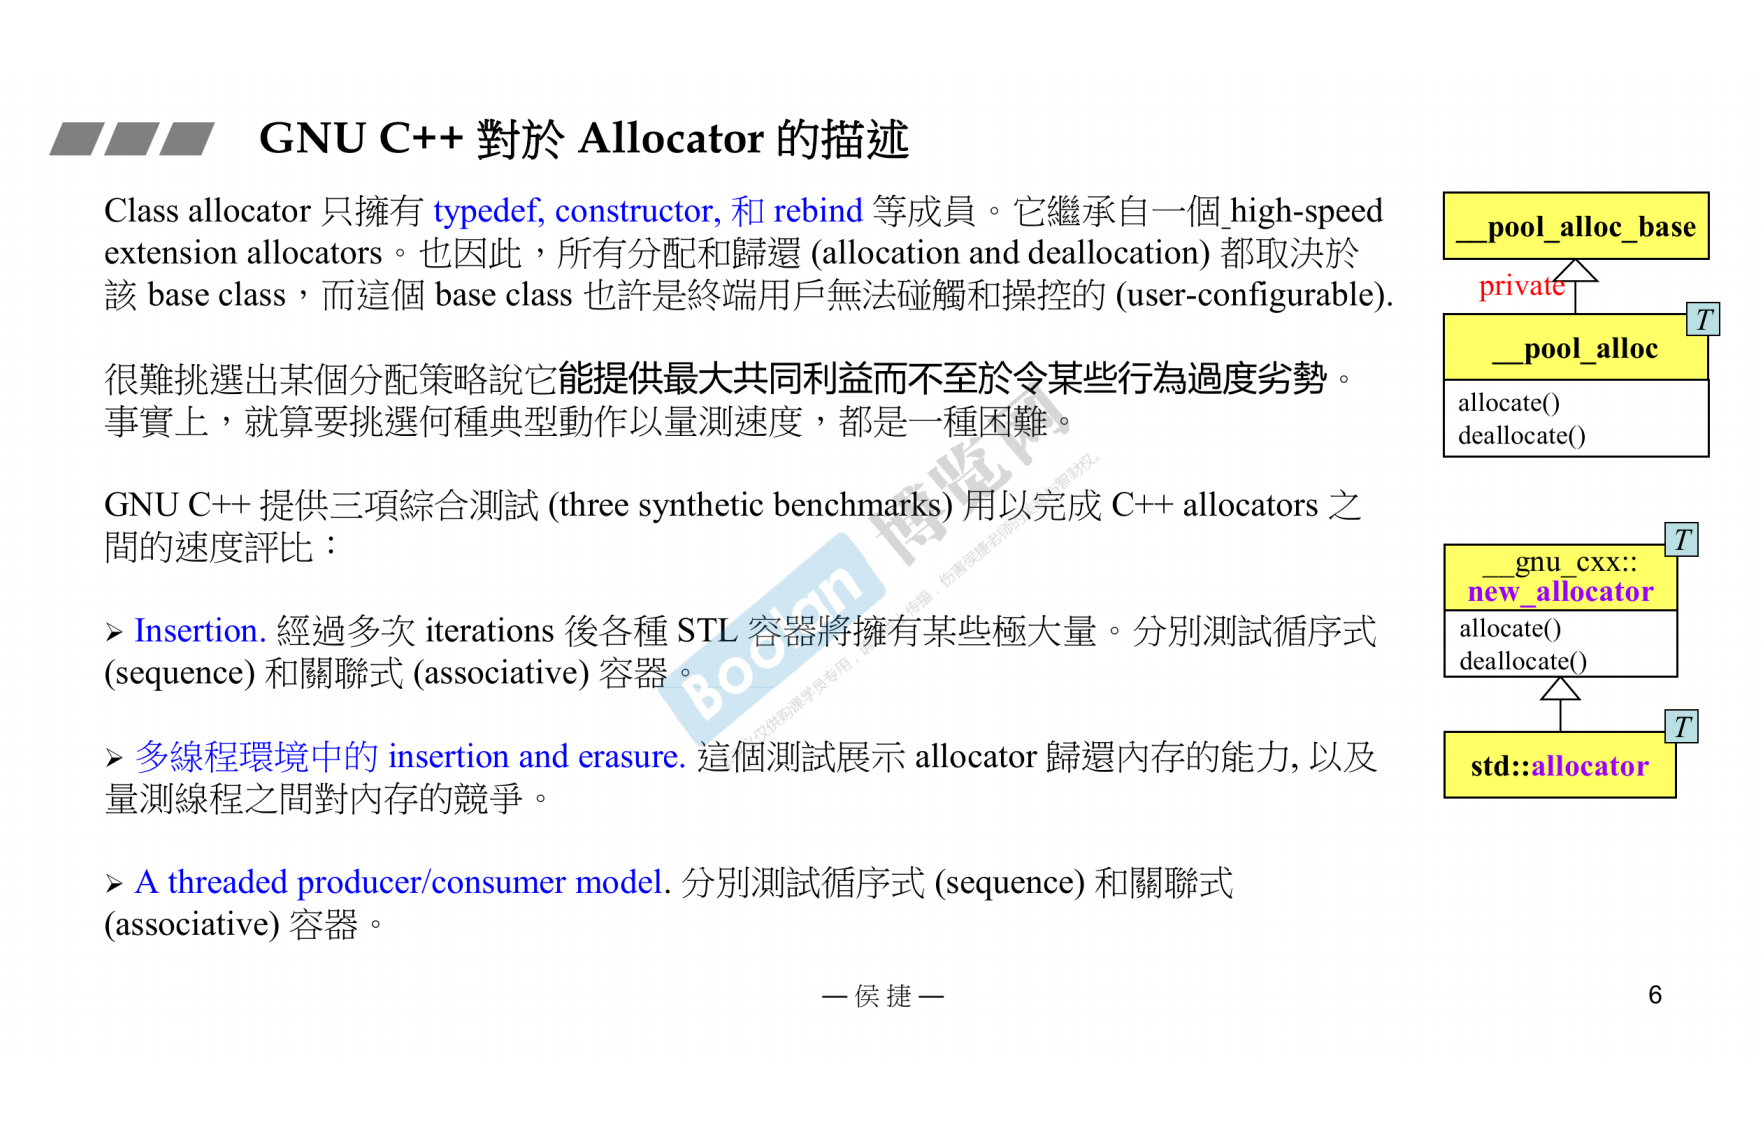 GNU C++ 對於 Allocator 的描述
Class allocator 只擁有 typedef, constructor, 和 rebind 等成員。它繼承自一個 high-speed
extension allocators。也因此，所有分配和歸還 (allocation and deallocation) 都取決於
該 base class，而這個 base class 也許是終端用戶無法碰觸和操控的 (user-configurable).
很難挑選出某個分配策略說它能提供最大共同利益而不至於令某些行為過度劣勢。
事實上，就算要挑選何種典型動作以量測速度，都是一種困難。
GNU C++ 提供三項綜合測試 (three synthetic benchmarks) 用以完成 C++ allocators 之
間的速度評比：
➢ Insertion. 經過多次 iterations 後各種 STL 容器將擁有某些極大量。分別測試循序式
(sequence) 和關聯式 (associative) 容器。
➢ 多線程環境中的 insertion and erasure. 這個測試展示 allocator 歸還內存的能力, 以及
量測線程之間對內存的競爭。
➢ A threaded producer/consumer model. 分別測試循序式 (sequence) 和關聯式
(associative) 容器。
__pool_alloc_base
private
T
__pool_alloc
allocate()
deallocate()
T
__gnu_cxx::
new_allocator
allocate()
deallocate()
T
std::allocator
Boolan 博览网
— 侯 捷 —
6